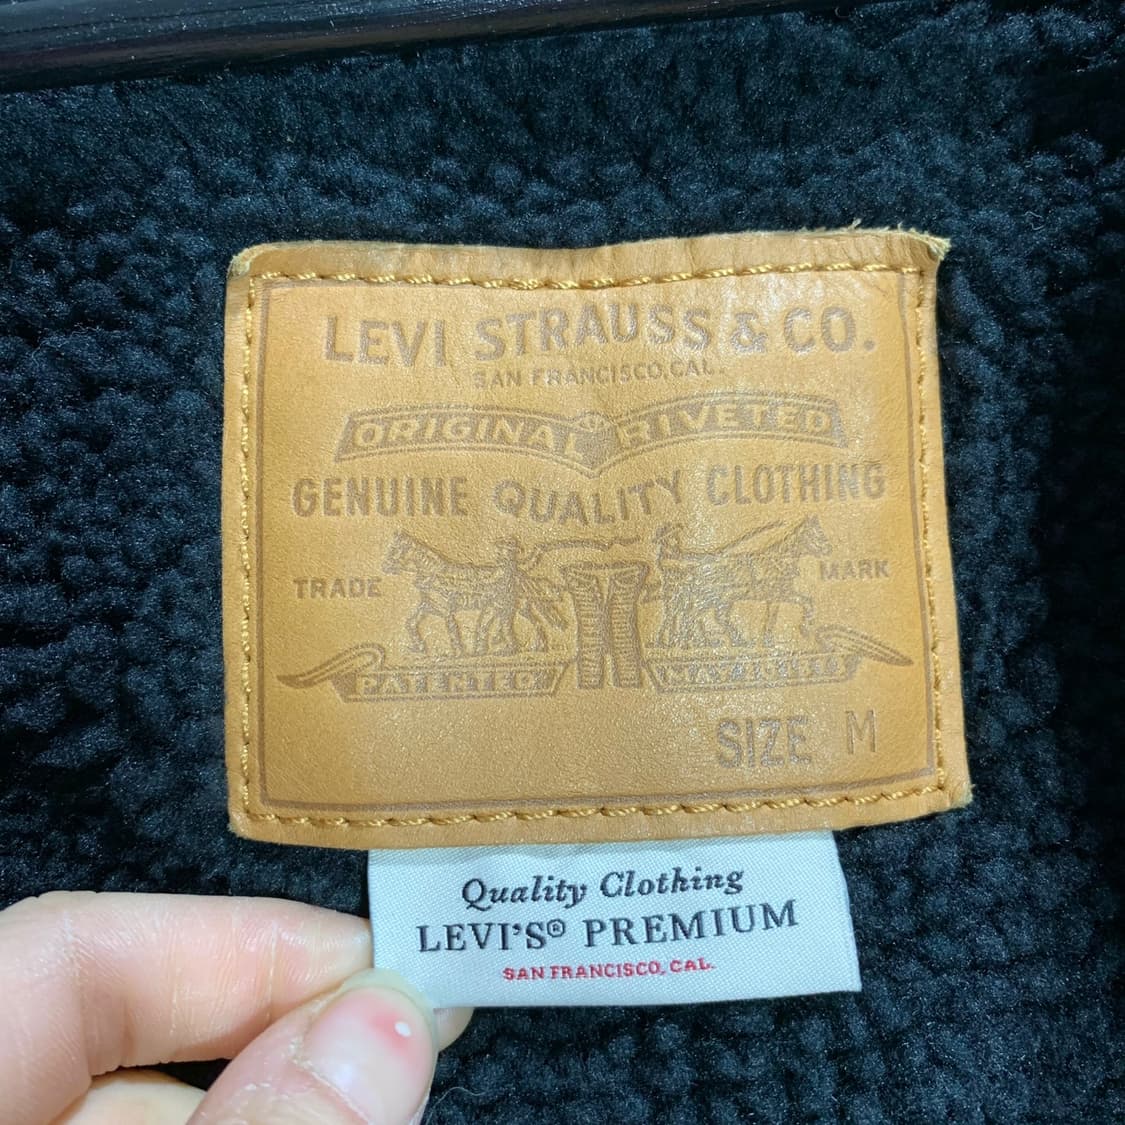 LEVI STRAUSS & CO.
SAN FRANCISCO, CAL.
ORIGINAL ® RIVETED
GENUINE QUALITY CLOTHING
TRADE MARK
PATENTED MAY
SIZE M
Quality Clothing
LEVI'S® PREMIUM
SAN FRANCISCO, CAL.